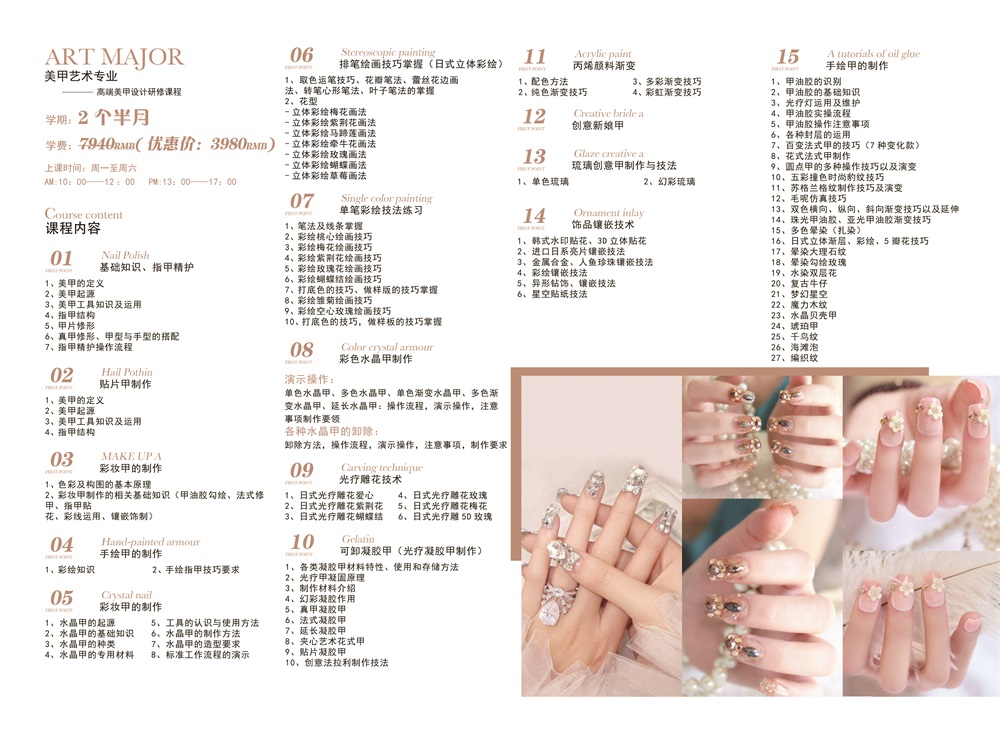 ART MAJOR
美甲艺术专业
——— 高端美甲设计研修课程
学期：2 个半月
学费：7940RMB( 优惠价：3980RMB )
上课时间：周一至周六
AM:10：00——12：00 PM:13：00——17：00
Course content
课程内容
01
FIRST POINT
Nail Polish
基础知识、指甲精护
1、美甲的定义
2、美甲起源
3、美甲工具知识及运用
4、指甲结构
5、甲片修形
6、真甲修形、甲型与手型的搭配
7、指甲精护操作流程
02
FIRST POINT
Hail Pothin
贴片甲制作
1、美甲的定义
2、美甲起源
3、美甲工具知识及运用
4、指甲结构
03
FIRST POINT
MAKE UP A
彩妆甲的制作
1、色彩及构图的基本原理
2、彩妆甲制作的相关基础知识（甲油胶勾绘、法式修
甲、指甲贴
花、彩线运用、镶嵌饰制）
04
FIRST POINT
Hand-painted armour
手绘甲的制作
1、彩绘知识 2、手绘指甲技巧要求
05
FIRST POINT
Crystal nail
彩妆甲的制作
1、水晶甲的起源 5、工具的认识与使用方法
2、水晶甲的基础知识 6、水晶甲的制作方法
3、水晶甲的种类 7、水晶甲的造型要求
4、水晶甲的专用材料 8、标准工作流程的演示
06
FIRST POINT
Stereoscopic painting
排笔绘画技巧掌握（日式立体彩绘）
1、取色运笔技巧、花瓣笔法、蕾丝花边画
法、转笔心形笔法、叶子笔法的掌握
2、花型
－立体彩绘梅花画法
－立体彩绘紫荆花画法
－立体彩绘马蹄莲画法
－立体彩绘牵牛花画法
－立体彩绘玫瑰画法
－立体彩绘蝴蝶画法
－立体彩绘草莓画法
07
FIRST POINT
Single color painting
单笔彩绘技法练习
1、笔法及线条掌握
2、彩绘桃心绘画技巧
3、彩绘梅花绘画技巧
4、彩绘紫荆花绘画技巧
5、彩绘玫瑰花绘画技巧
6、彩绘蝴蝶结绘画技巧
7、打底色的技巧、做样版的技巧掌握
8、彩绘雏菊绘画技巧
9、彩绘空心玫瑰绘画技巧
10、打底色的技巧，做样板的技巧掌握
08
FIRST POINT
Color crystal armour
彩色水晶甲制作
演示操作：
单色水晶甲、多色水晶甲、单色渐变水晶甲、多色渐
变水晶甲、延长水晶甲：操作流程，演示操作，注意
事项制作要领
各种水晶甲的卸除：
卸除方法，操作流程，演示操作，注意事项，制作要求
09
FIRST POINT
Carving technique
光疗雕花技术
1、日式光疗雕花爱心 4、日式光疗雕花玫瑰
2、日式光疗雕花紫荆花 5、日式光疗雕花梅花
3、日式光疗雕花蝴蝶结 6、日式光疗雕 5D 玫瑰
10
FIRST POINT
Gelatin
可卸凝胶甲（光疗凝胶甲制作）
1、各类凝胶甲材料特性、使用和存储方法
2、光疗甲凝固原理
3、制作材料介绍
4、幻彩凝胶作用
5、真甲凝胶甲
6、法式凝胶甲
7、延长凝胶甲
8、夹心艺术花式甲
9、贴片凝胶甲
10、创意法拉利制作技法
11
FIRST POINT
Acrylic paint
丙烯颜料渐变
1、配色方法 3、多彩渐变技巧
2、纯色渐变技巧 4、彩虹渐变技巧
12
FIRST POINT
Creative bride a
创意新娘甲
13
FIRST POINT
Glaze creative a
琉璃创意甲制作与技法
1、单色琉璃 2、幻彩琉璃
14
FIRST POINT
Ornament inlay
饰品镶嵌技术
1、韩式水印贴花、3D 立体贴花
2、进口日系亮片镶嵌技法
3、金属合金、人鱼珍珠镶嵌技法
4、彩绘镶嵌技法
5、异形钻饰、镶嵌技法
6、星空贴纸技法
15
FIRST POINT
A tutorials of oil glue
手绘甲的制作
1、甲油胶的识别
2、甲油胶的基础知识
3、光疗灯运用及维护
4、甲油胶实操流程
5、甲油胶操作注意事项
6、各种封层的运用
7、百变法式甲的技巧（7 种变化款）
8、花式法式甲制作
9、圆点甲的多种操作技巧以及演变
10、五彩撞色时尚豹纹技巧
11、苏格兰格纹制作技巧及演变
12、毛呢仿真技巧
13、双色横向、纵向、斜向渐变技巧以及延伸
14、珠光甲油胶、亚光甲油胶渐变技巧
15、多色晕染（扎染）
16、日式立体渐层、彩绘、5 瓣花技巧
17、晕染大理石纹
18、晕染勾绘玫瑰
19、水染双层花
20、复古牛仔
21、梦幻星空
22、魔力木纹
23、水晶贝壳甲
24、琥珀甲
25、千鸟纹
26、海滩泡
27、编织纹